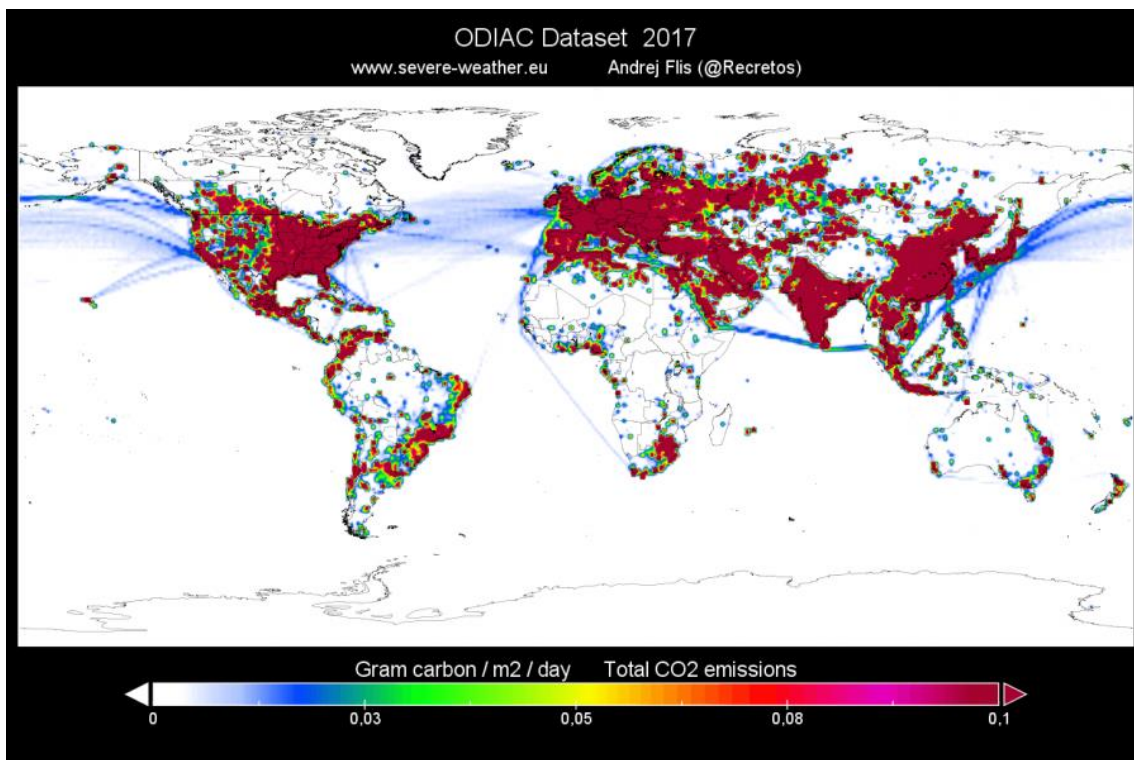 ODIAC Dataset 2017
www.severe-weather.eu Andrej Flis (@Recretos)
Gram carbon / m2 / day Total CO2 emissions
0 0,03 0,05 0,08 0,1